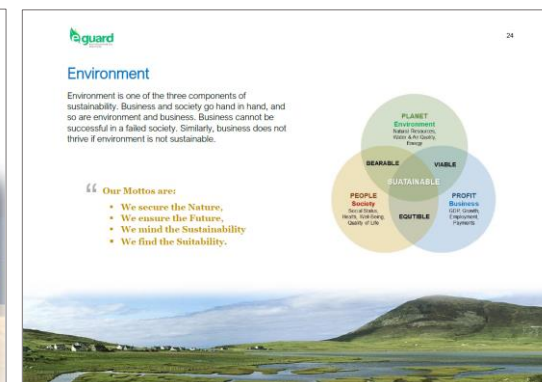 eguard
24
Environment
Environment is one of the three components of
sustainability. Business and society go hand in hand, and
so are environment and business. Business cannot be
successful in a failed society. Similarly, business does not
thrive if environment is not sustainable.
“ Our Mottos are:
• We secure the Nature,
• We ensure the Future,
• We mind the Sustainability
• We find the Suitability.
PLANET
Environment
Natural Resources,
Water & Air Quality,
Energy
BEARABLE
VIABLE
SUATAINABLE
PEOPLE
Society
Social Status,
Health, Well-Being,
Quality of Life
EQUTIBLE
PROFIT
Business
GDP, Growth,
Employment,
Payments